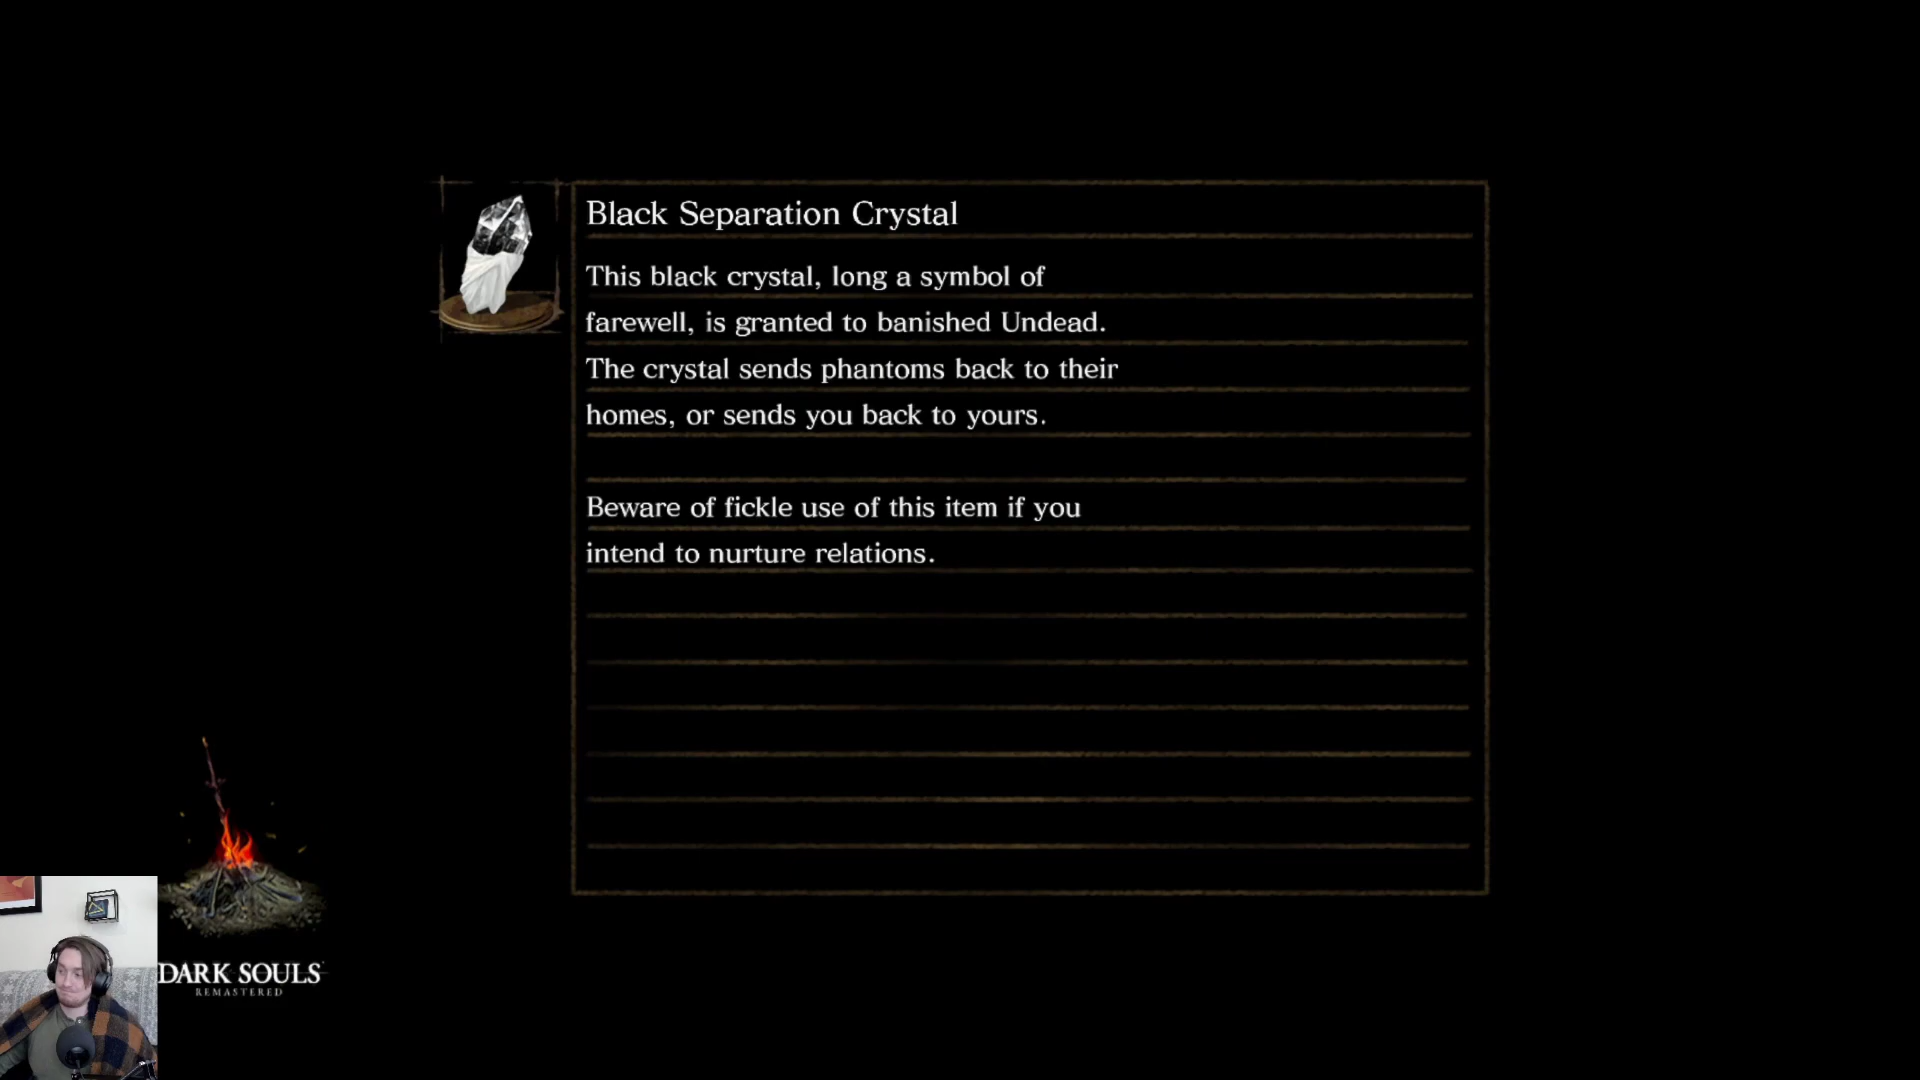 Black Separation Crystal
This black crystal, long a symbol of
farewell, is granted to banished Undead.
The crystal sends phantoms back to their
homes, or sends you back to yours.
Beware of fickle use of this item if you
intend to nurture relations.
DARK SOULS
REMASTERED